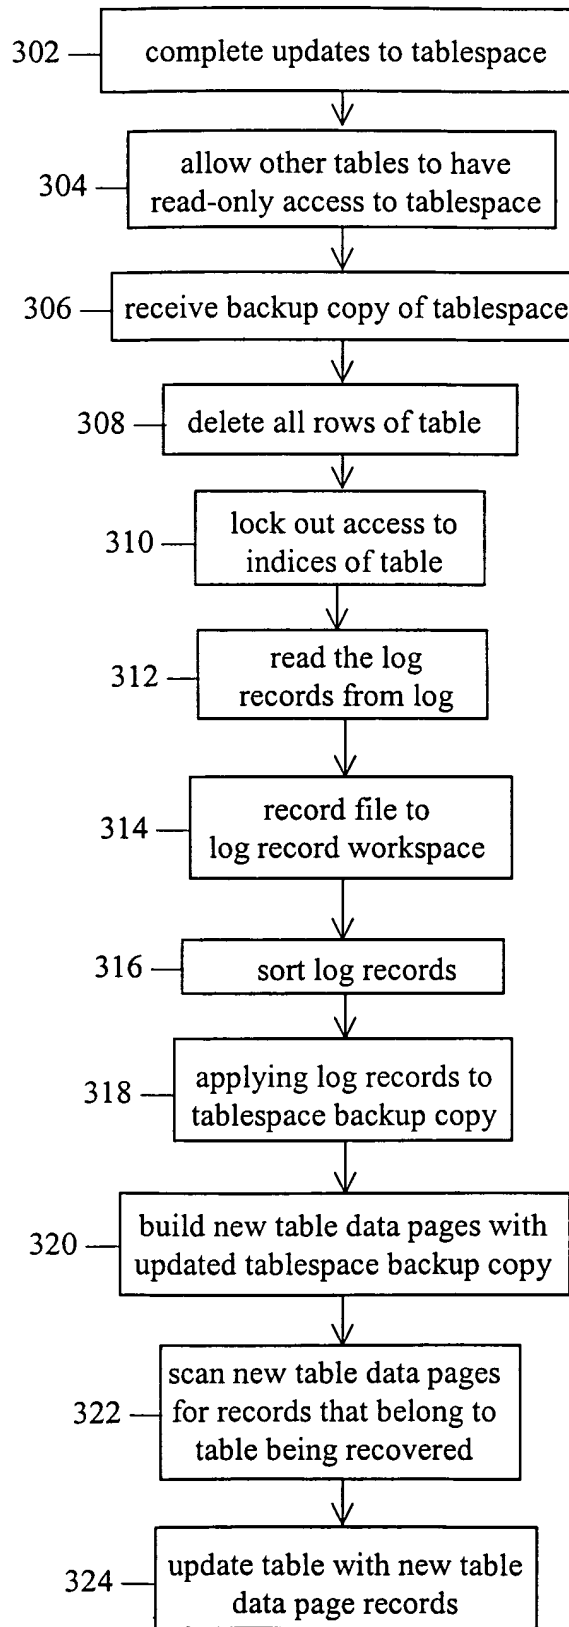 302
complete updates to tablespace
304
allow other tables to have
read-only access to tablespace
306
receive backup copy of tablespace
308
delete all rows of table
310
lock out access to
indices of table
312
read the log
records from log
314
record file to
log record workspace
316
sort log records
318
applying log records to
tablespace backup copy
320
build new table data pages with
updated tablespace backup copy
322
scan new table data pages
for records that belong to
table being recovered
324
update table with new table
data page records